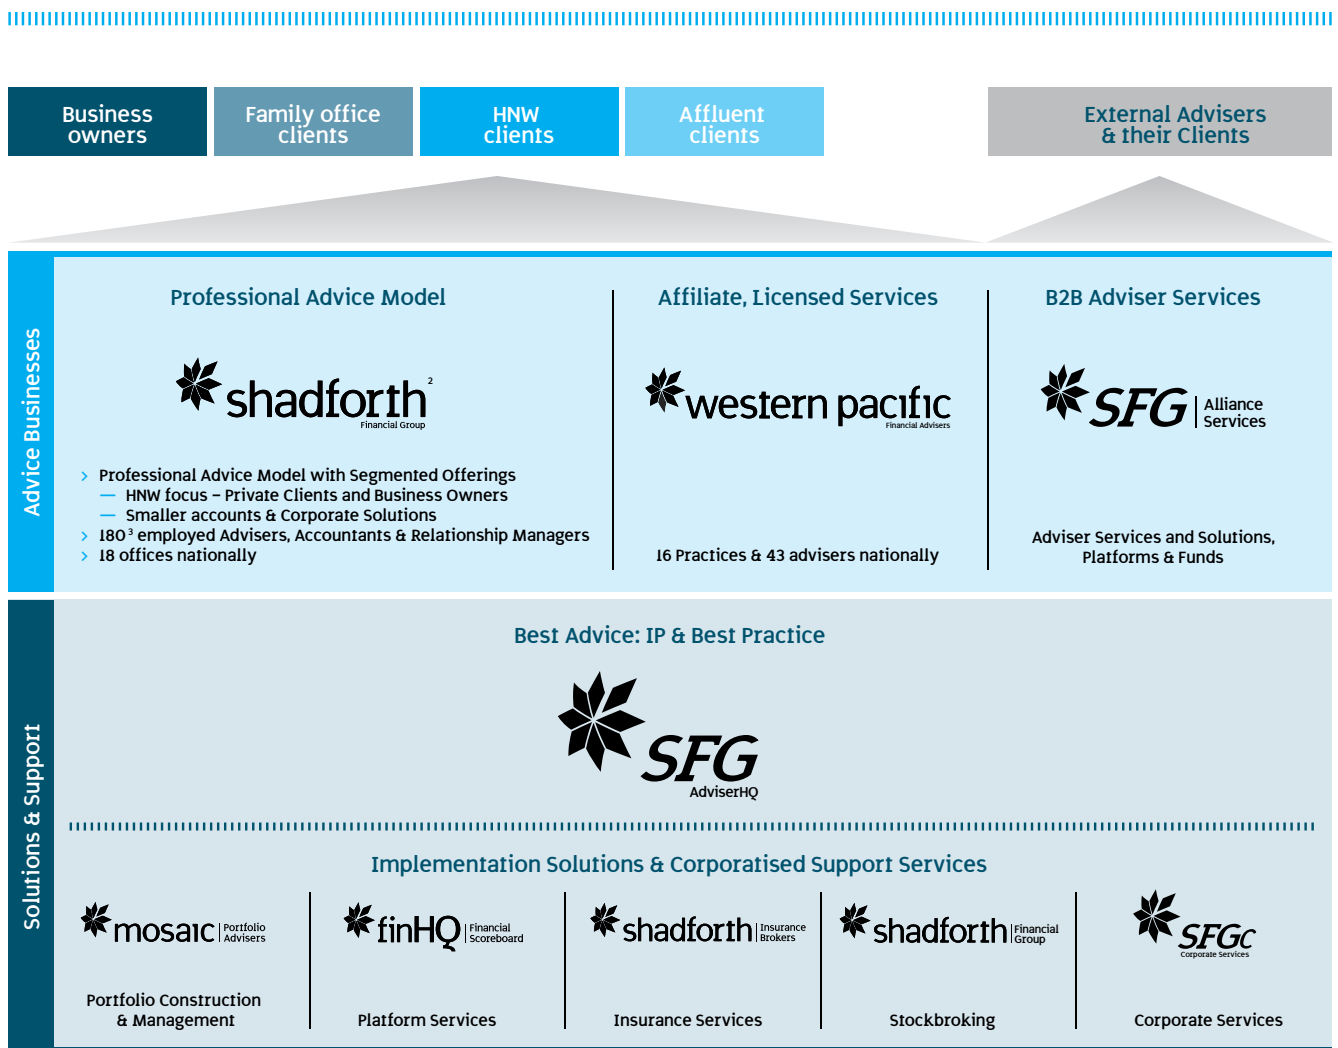 Business
owners
Family office
clients
HNW
clients
Affluent
clients
External Advisers
& their Clients
Advice Businesses
Professional Advice Model
shadforth²
Financial Group
> Professional Advice Model with Segmented Offerings
— HNW focus – Private Clients and Business Owners
— Smaller accounts & Corporate Solutions
> 180³ employed Advisers, Accountants & Relationship Managers
> 18 offices nationally
Affiliate, Licensed Services
western pacific
Financial Advisers
16 Practices & 43 advisers nationally
B2B Adviser Services
SFG
Alliance
Services
Adviser Services and Solutions,
Platforms & Funds
Solutions & Support
Best Advice: IP & Best Practice
SFG
AdviserHQ
Implementation Solutions & Corporatised Support Services
mosaic
Portfolio
Advisers
Portfolio Construction
& Management
finHQ
Financial
Scoreboard
Platform Services
shadforth
Insurance
Brokers
Insurance Services
shadforth
Financial
Group
Stockbroking
SFGC
Corporate Services
Corporate Services